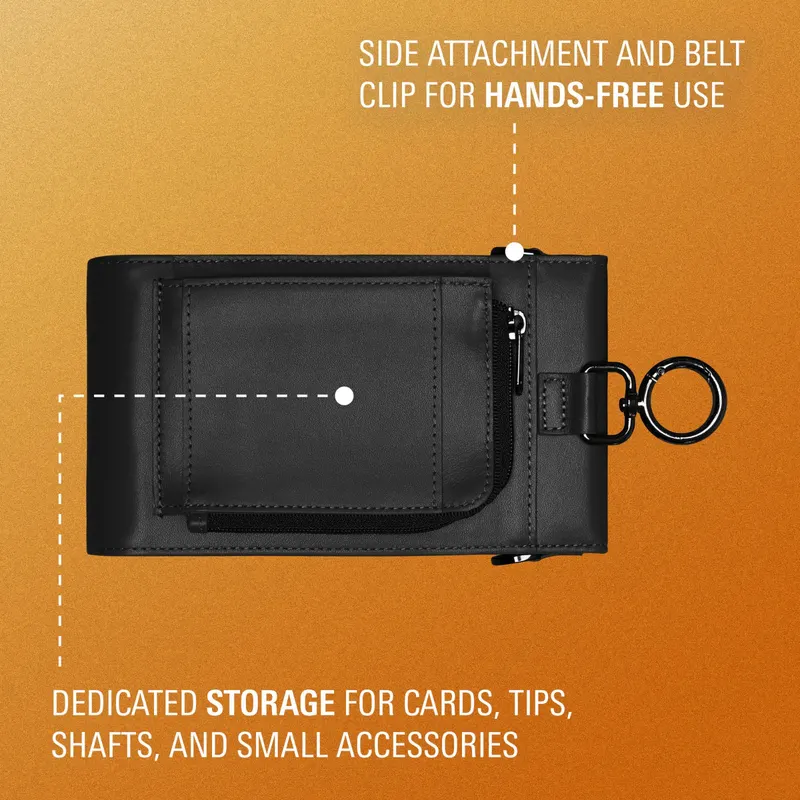 SIDE ATTACHMENT AND BELT
CLIP FOR HANDS-FREE USE
DEDICATED STORAGE FOR CARDS, TIPS,
SHAFTS, AND SMALL ACCESSORIES